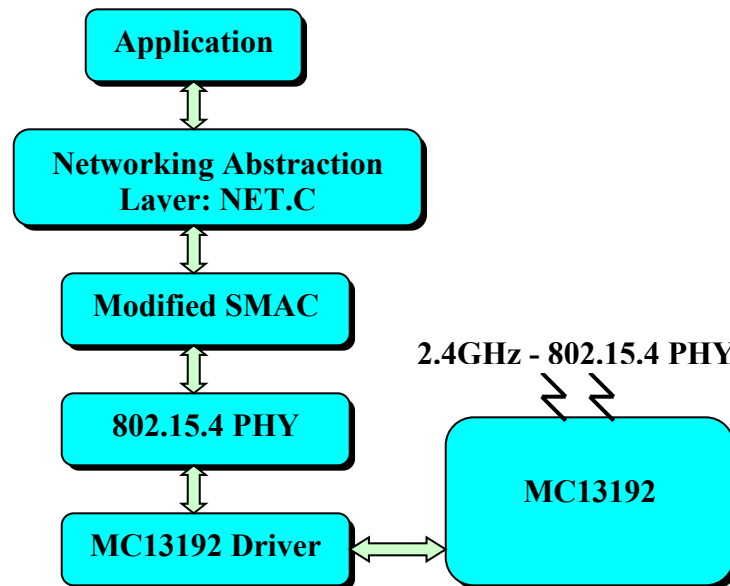 Application
Networking Abstraction
Layer: NET.C
Modified SMAC
2.4GHz - 802.15.4 PHY
802.15.4 PHY
MC13192
MC13192 Driver